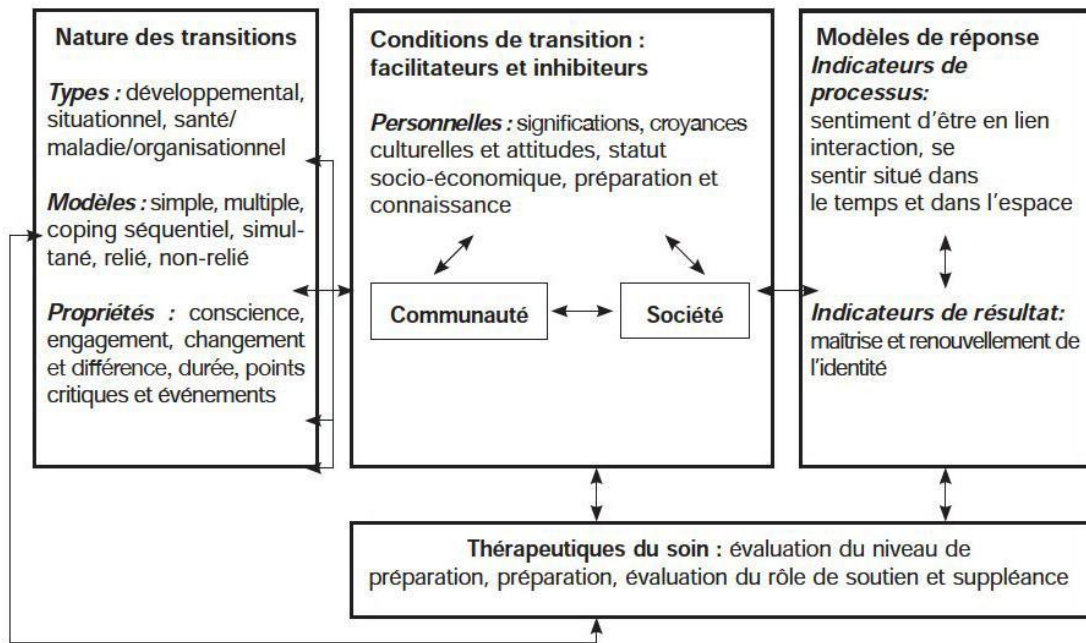 Nature des transitions
Types : développemental,
situationnel, santé/
maladie/organisationnel
Modèles : simple, multiple,
coping séquentiel, simul-
tané, relié, non-relié
Propriétés : conscience,
engagement, changement
et différence, durée, points
critiques et événements
Conditions de transition :
facilitateurs et inhibiteurs
Personnelles : significations, croyances
culturelles et attitudes, statut
socio-économique, préparation et
connaissance
Communauté
Société
Modèles de réponse
Indicateurs de
processus:
sentiment d'être en lien
interaction, se
sentir situé dans
le temps et dans l'espace
Indicateurs de résultat:
maîtrise et renouvellement de
l'identité
Thérapeutiques du soin : évaluation du niveau de
préparation, préparation, évaluation du rôle de soutien et suppléance